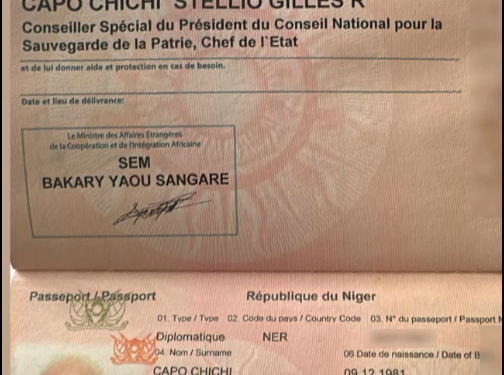 CAPO CHICHI STELLIO GILLES R
Conseiller Spécial du Président du Conseil National pour la
Sauvegarde de la Patrie, Chef de l'Etat
et de lui donner aide et protection en cas de besoin.
Date et lieu de délivrance:
Le Ministre des Affaires Étrangères
de la Coopération et de l'Intégration Africaine
SEM
BAKARY YAOU SANGARE
Passeport / Passport
République du Niger
01. Type / Type 02. Code du pays / Country Code 03. N° du passeport / Passport N
Diplomatique NER
04. Nom / Surname 06 Date de naissance / Date of B
CAPO CHICHI 09 12 1981